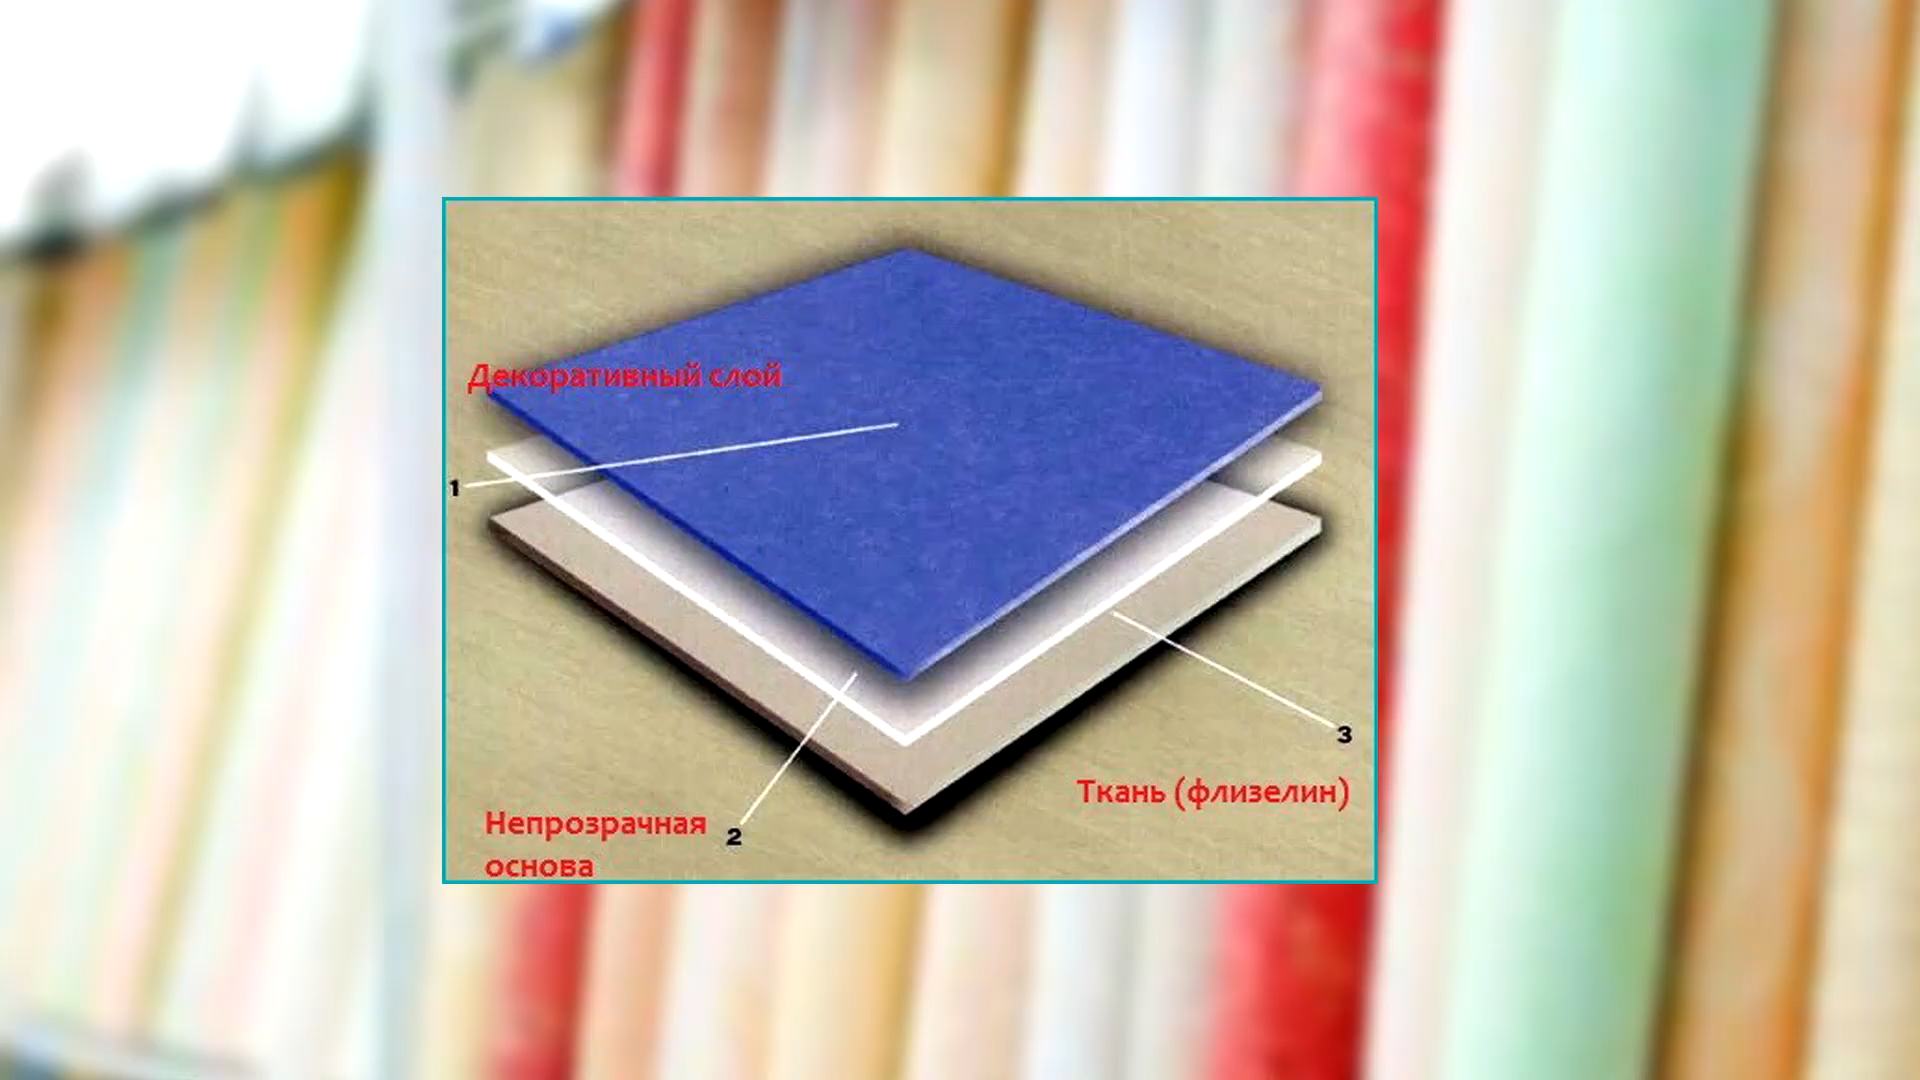 Декоративный слой
1
3
Ткань (флизелин)
Непрозрачная
основа
2